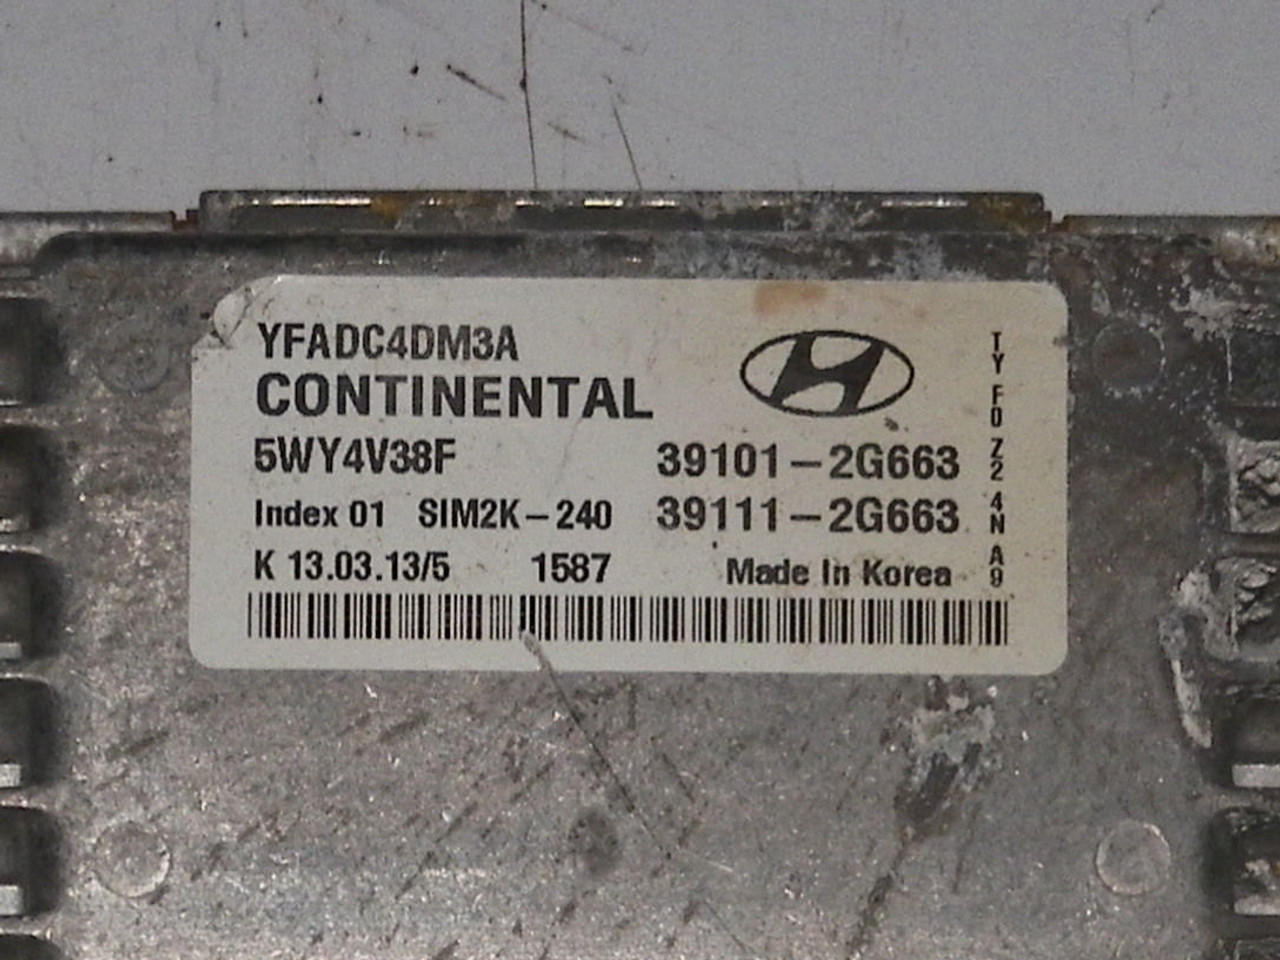 YFADC4DM3A
CONTINENTAL
5WY4V38F 39101-2G663
Index 01 SIM2K-240 39111-2G663
K 13.03.13/5 1587 Made In Korea
TY F0 Z2 4N A9